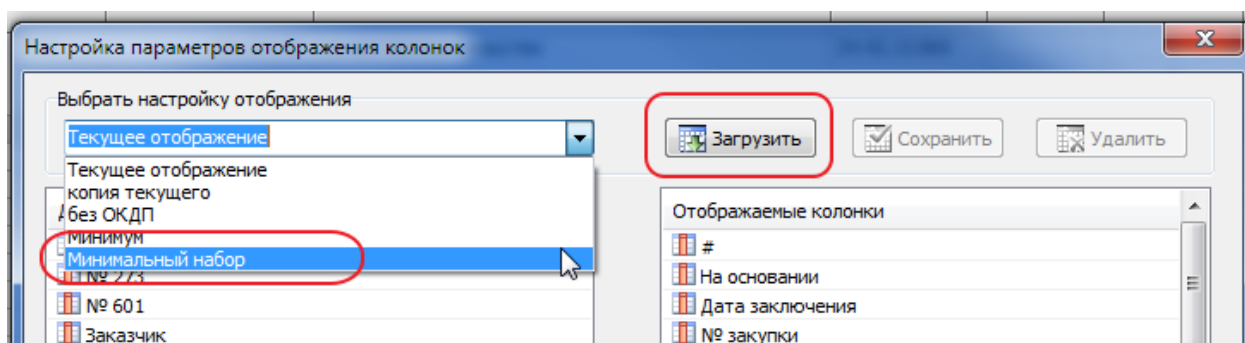 Настройка параметров отображения колонок
Выбрать настройку отображения
Текущее отображение
Загрузить
Сохранить
Удалить
Текущее отображение
копия текущего
без ОКДП
Минимум
Минимальный набор
№ 273
№ 601
Заказчик
Отображаемые колонки
#
На основании
Дата заключения
№ закупки